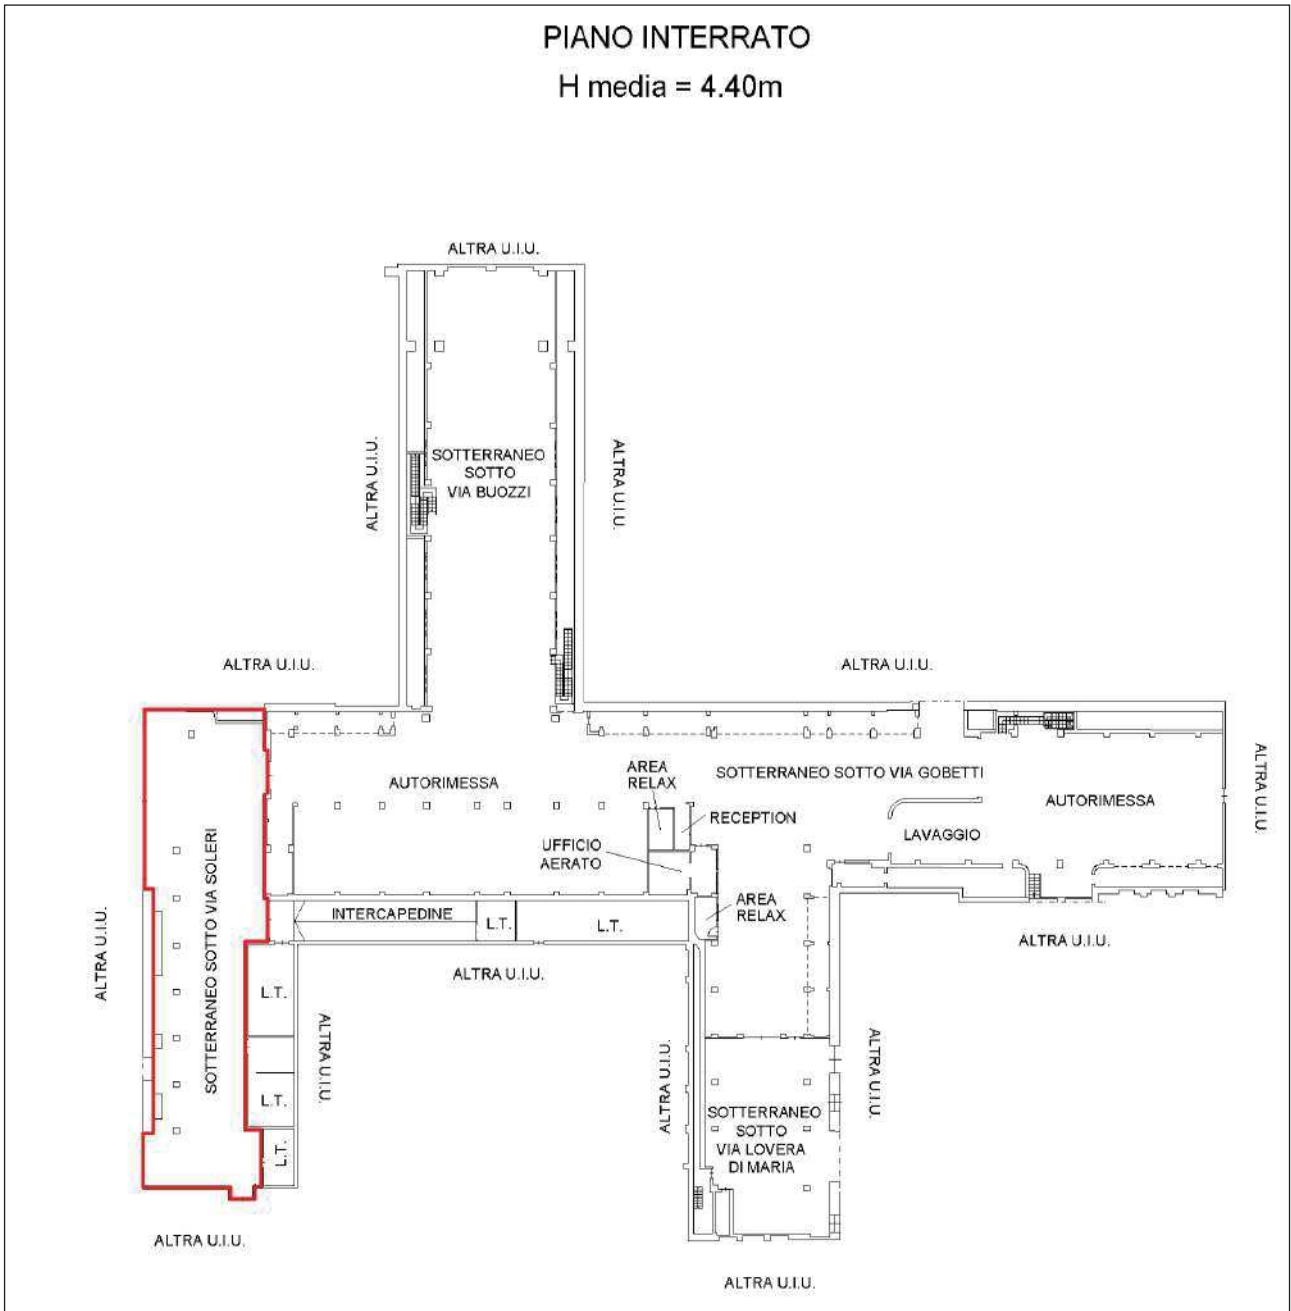 PIANO INTERRATO
H media = 4.40m
ALTRA U.I.U.
ALTRA U.I.U.
SOTTERRANEO
SOTTO
VIA BUOZZI
ALTRA U.I.U.
ALTRA U.I.U.
ALTRA U.I.U.
AUTORIMESSA
AREA
RELAX
SOTTERRANEO SOTTO VIA GOBETTI
AUTORIMESSA
ALTRA U.I.U.
RECEPTION
LAVAGGIO
UFFICIO
AERATO
SOTTERRANEO SOTTO VIA SOLERI
ALTRA U.I.U.
INTERCAPEDINE
L.T.
L.T.
AREA
RELAX
ALTRA U.I.U.
ALTRA U.I.U.
L.T.
ALTRA U.I.U.
ALTRA U.I.U.
ALTRA U.I.U.
L.T.
SOTTERRANEO
SOTTO
VIA LOVERA
DI MARIA
L.T.
ALTRA U.I.U.
ALTRA U.I.U.